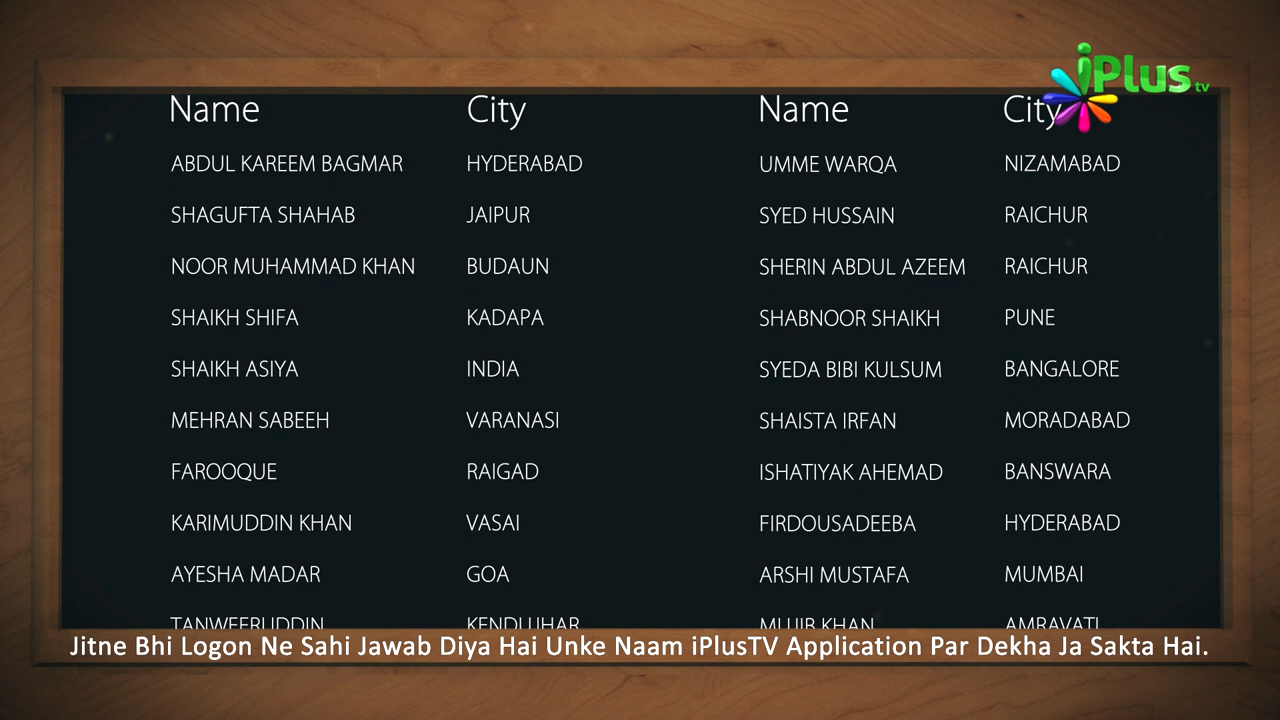 iPlus tv
Name City Name City
ABDUL KAREEM BAGMAR HYDERABAD UMME WARQA NIZAMABAD
SHAGUFTA SHAHAB JAIPUR SYED HUSSAIN RAICHUR
NOOR MUHAMMAD KHAN BUDAUN SHERIN ABDUL AZEEM RAICHUR
SHAIKH SHIFA KADAPA SHABNOOR SHAIKH PUNE
SHAIKH ASIYA INDIA SYEDA BIBI KULSUM BANGALORE
MEHRAN SABEEH VARANASI SHAISTA IRFAN MORADABAD
FAROOQUE RAIGAD ISHATIYAK AHEMAD BANSWARA
KARIMUDDIN KHAN VASAI FIRDOUSADEEBA HYDERABAD
AYESHA MADAR GOA ARSHI MUSTAFA MUMBAI
TANWEERUDDIN MUJIB KHAN AMRAVATI
Jitne Bhi Logon Ne Sahi Jawab Diya Hai Unke Naam iPlusTV Application Par Dekha Ja Sakta Hai.